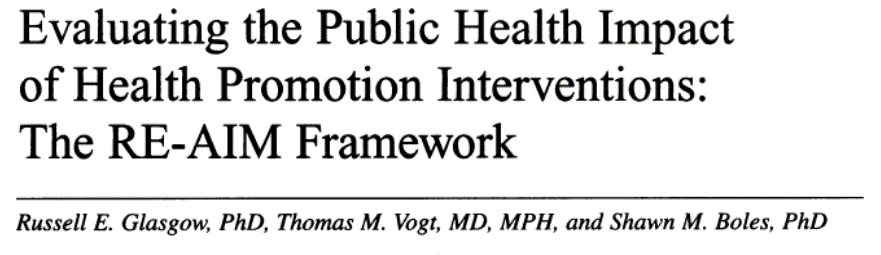 Evaluating the Public Health Impact
of Health Promotion Interventions:
The RE-AIM Framework
Russell E. Glasgow, PhD, Thomas M. Vogt, MD, MPH, and Shawn M. Boles, PhD